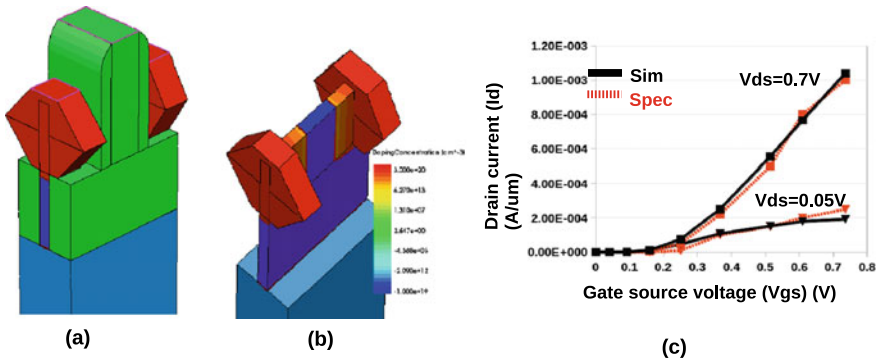 (a)
(b)
DopingConcentration (cm^-3)
1.20E-003
1.00E-003
8.00E-004
6.00E-004
4.00E-004
2.00E-004
0.00E+000
0 0.1 0.2 0.3 0.4 0.5 0.6 0.7 0.8
Drain current (Id)
(A/um)
Gate source voltage (Vgs) (V)
Sim
Spec
Vds=0.7V
Vds=0.05V
(c)